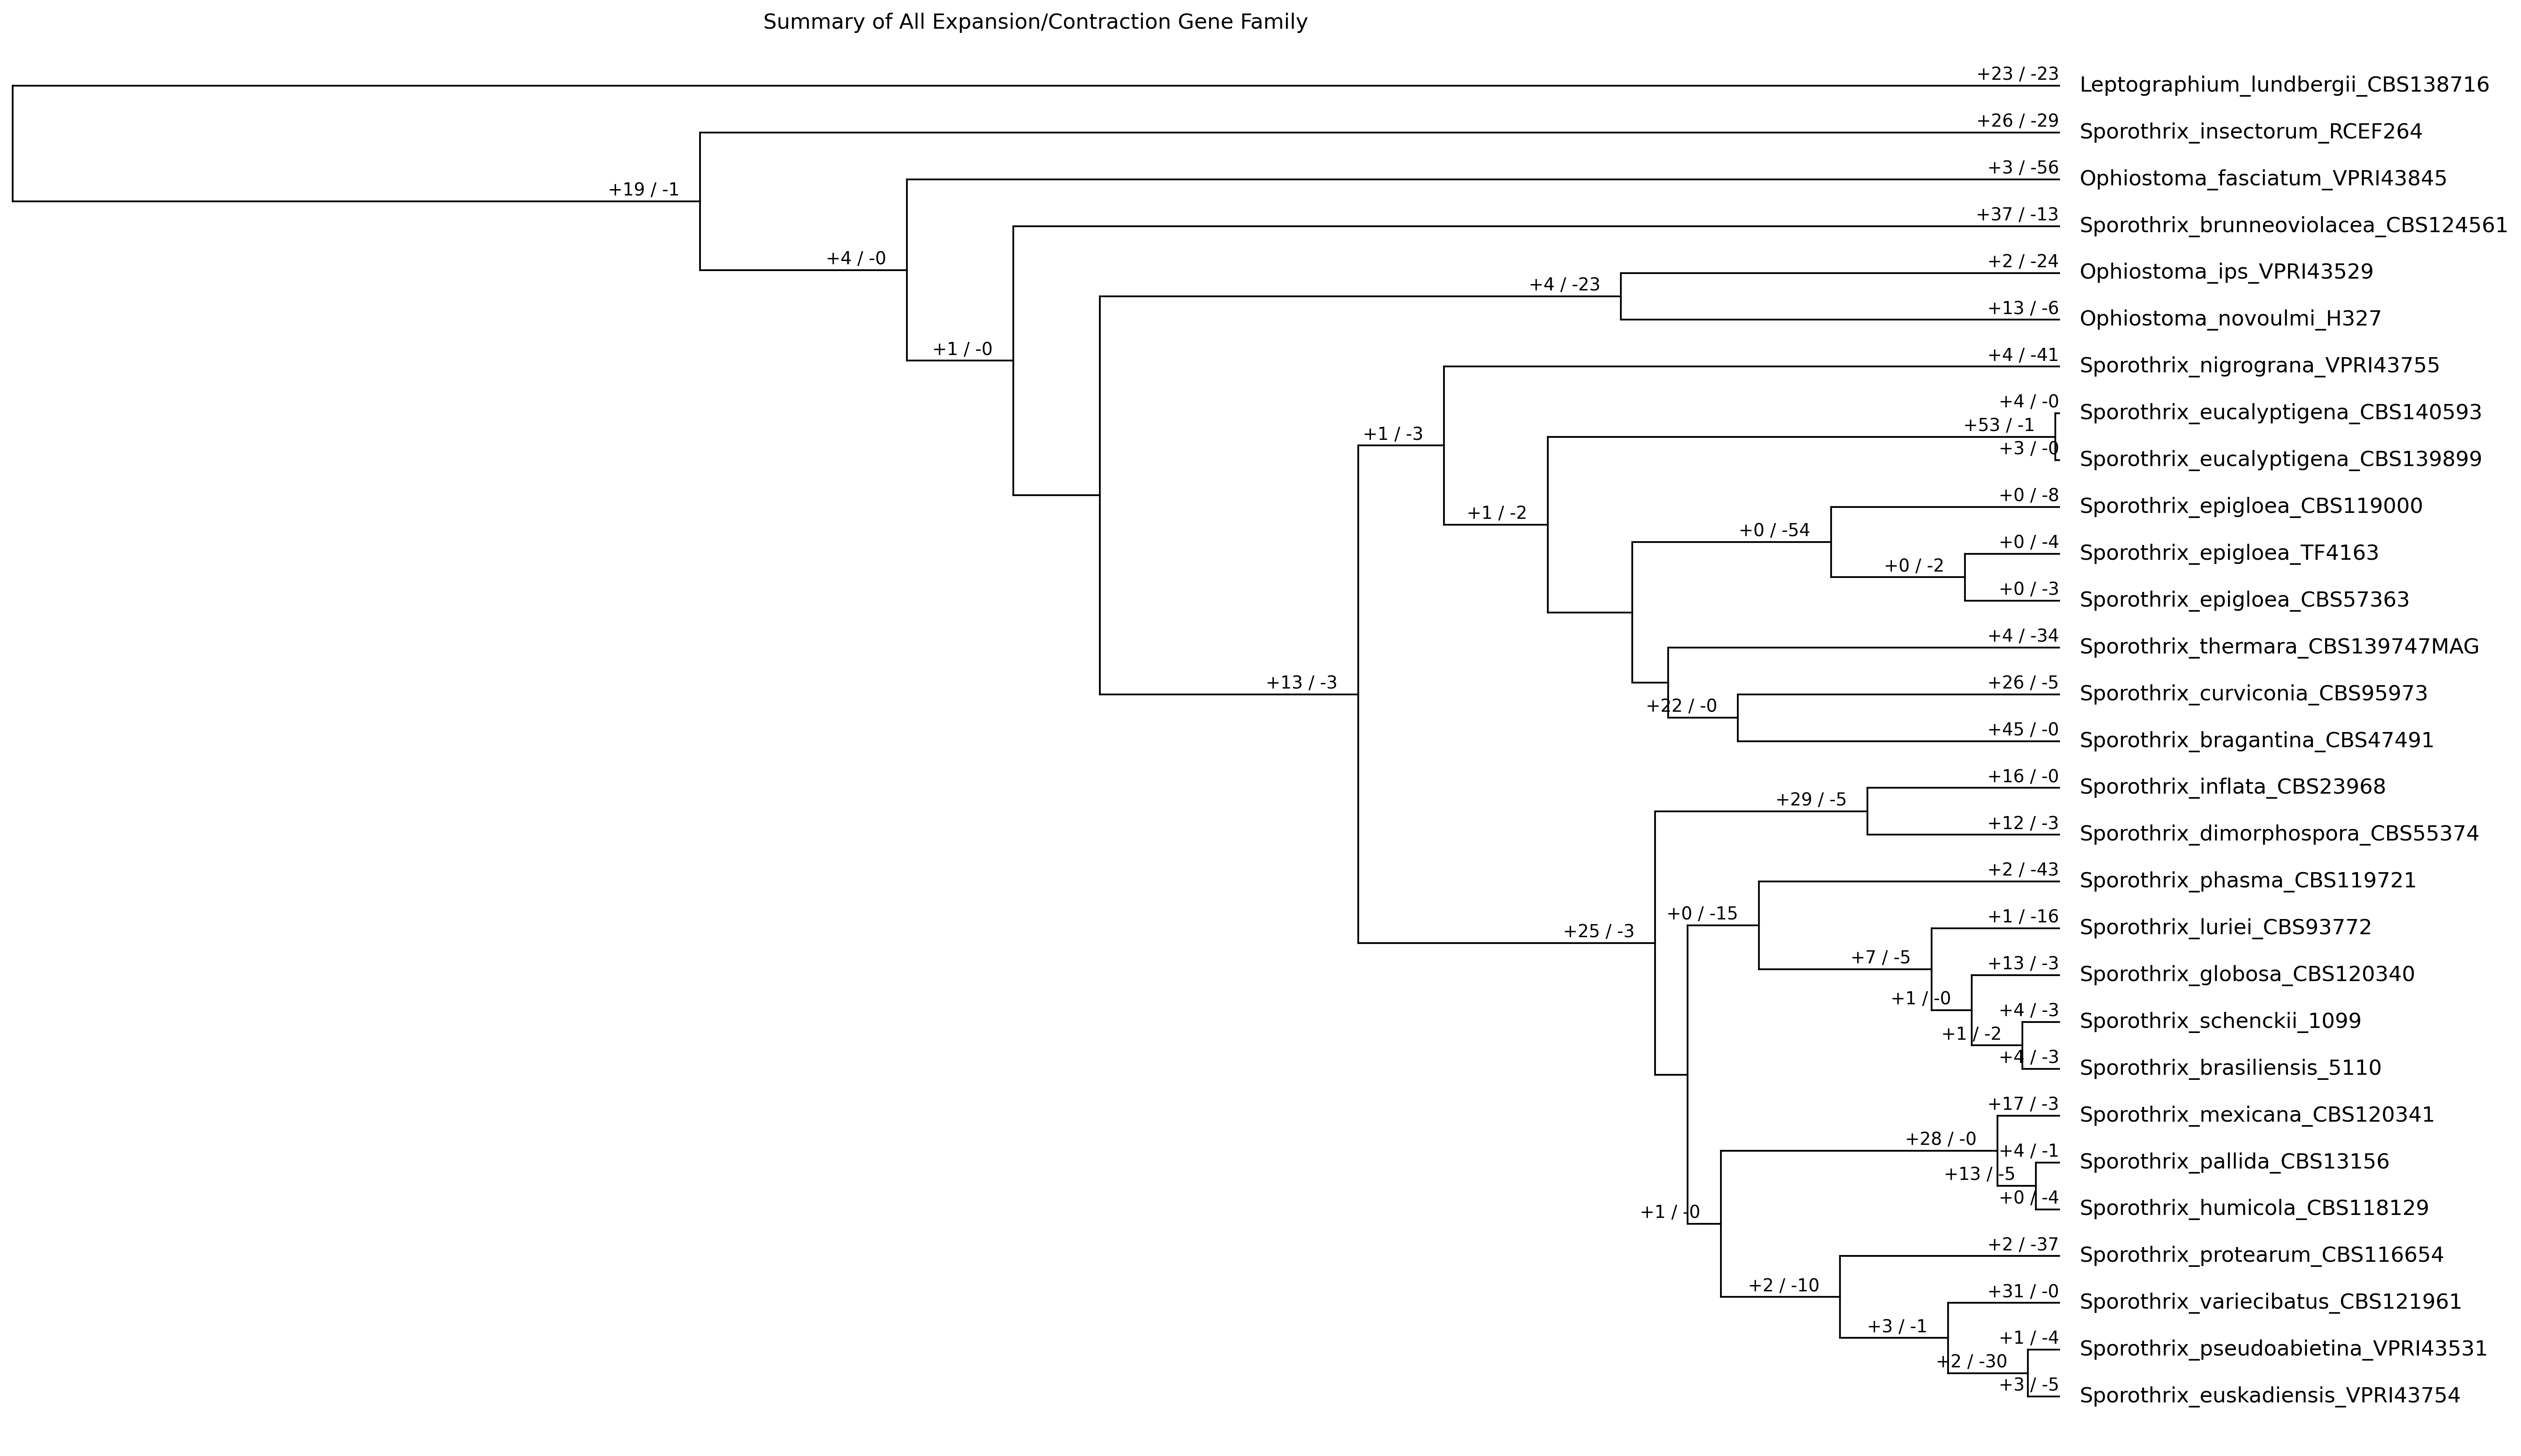 Summary of All Expansion/Contraction Gene Family
+23 / -23 Leptographium_lundbergii_CBS138716
+26 / -29 Sporothrix_insectorum_RCEF264
+3 / -56 Ophiostoma_fasciatum_VPRI43845
+19 / -1
+37 / -13 Sporothrix_brunneoviolacea_CBS124561
+4 / -0
+2 / -24 Ophiostoma_ips_VPRI43529
+4 / -23
+13 / -6 Ophiostoma_novoulmi_H327
+1 / -0
+4 / -41 Sporothrix_nigrograna_VPRI43755
+4 / -0 Sporothrix_eucalyptigena_CBS140593
+53 / -1
+1 / -3
+3 / -0 Sporothrix_eucalyptigena_CBS139899
+0 / -8 Sporothrix_epigloea_CBS119000
+1 / -2
+0 / -54
+0 / -4 Sporothrix_epigloea_TF4163
+0 / -2
+0 / -3 Sporothrix_epigloea_CBS57363
+4 / -34 Sporothrix_thermara_CBS139747MAG
+13 / -3
+26 / -5 Sporothrix_curviconia_CBS95973
+22 / -0
+45 / -0 Sporothrix_bragantina_CBS47491
+16 / -0 Sporothrix_inflata_CBS23968
+29 / -5
+12 / -3 Sporothrix_dimorphospora_CBS55374
+2 / -43 Sporothrix_phasma_CBS119721
+0 / -15
+1 / -16 Sporothrix_luriei_CBS93772
+25 / -3
+7 / -5
+13 / -3 Sporothrix_globosa_CBS120340
+1 / -0
+4 / -3 Sporothrix_schenckii_1099
+1 / -2
+4 / -3 Sporothrix_brasiliensis_5110
+17 / -3 Sporothrix_mexicana_CBS120341
+28 / -0
+4 / -1 Sporothrix_pallida_CBS13156
+13 / -5
+0 / -4 Sporothrix_humicola_CBS118129
+1 / -0
+2 / -37 Sporothrix_protearum_CBS116654
+2 / -10
+31 / -0 Sporothrix_variecibatus_CBS121961
+3 / -1
+1 / -4 Sporothrix_pseudoabietina_VPRI43531
+2 / -30
+3 / -5 Sporothrix_euskadiensis_VPRI43754